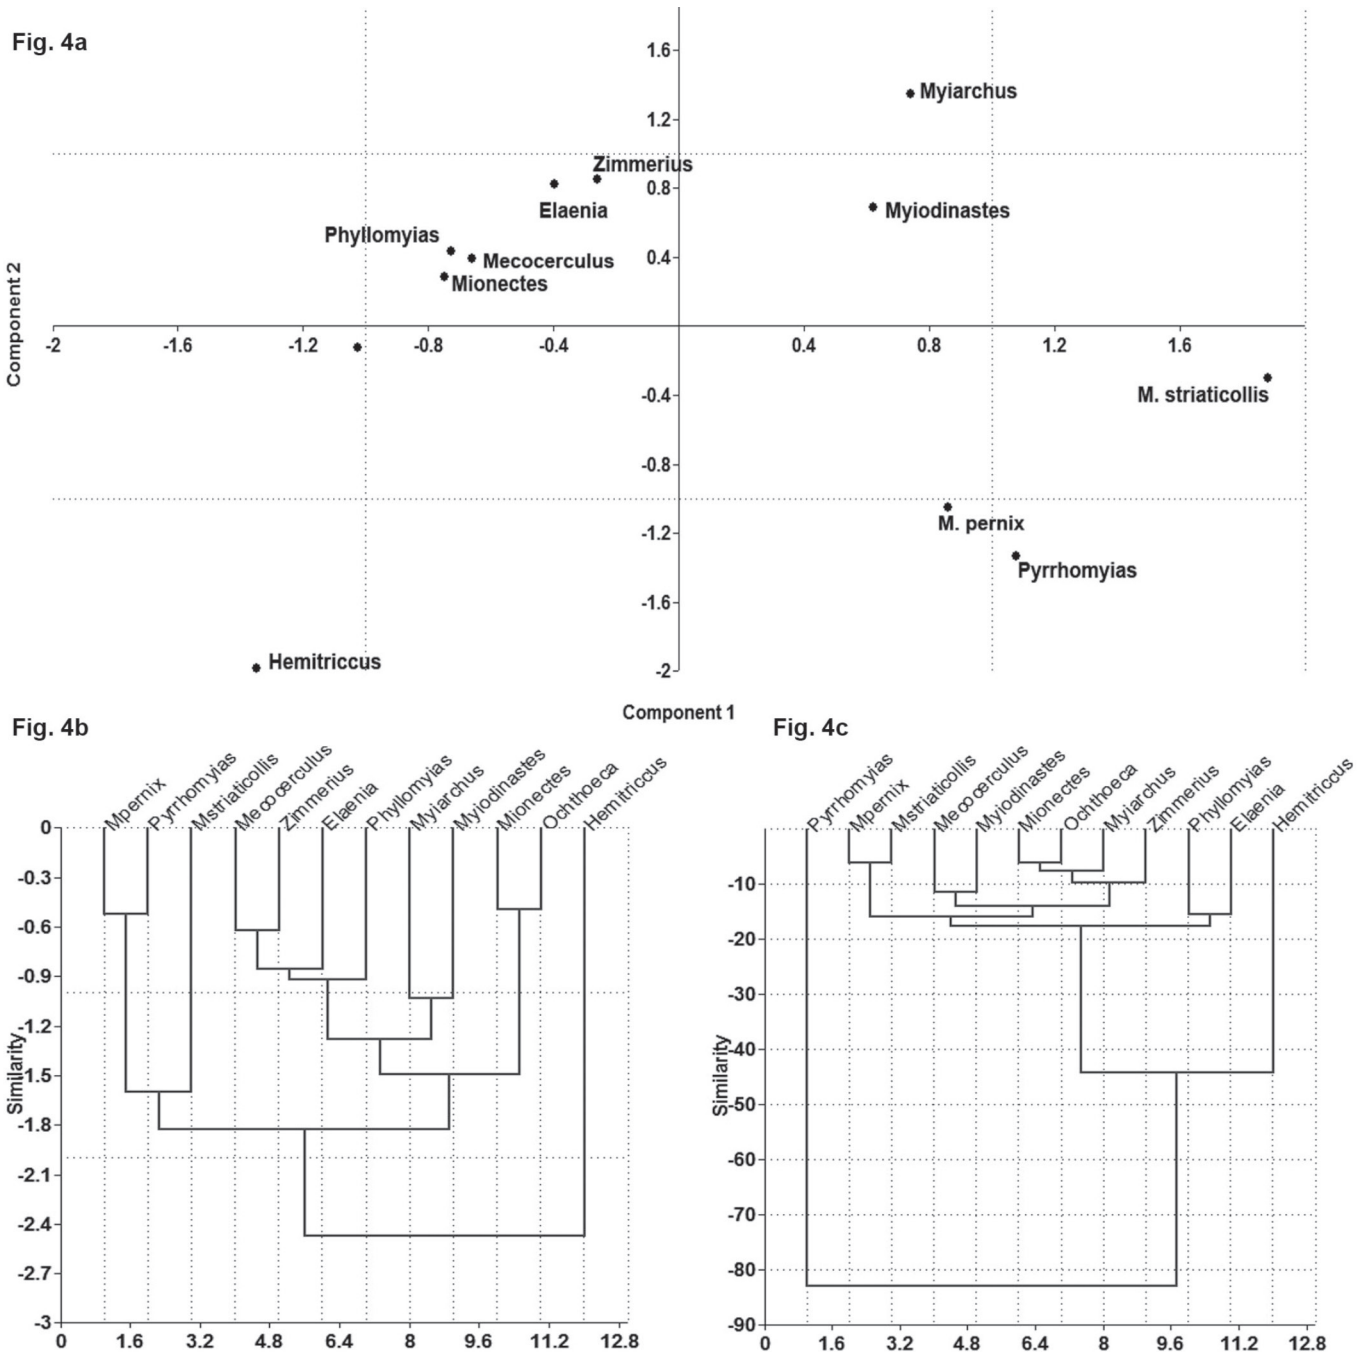 Fig. 4a
1.6
Myiarchus
1.2
Zimmerius
0.8
Elaenia
Myiodinastes
Phyllomyias
0.4
Mecocerculus
Mionectes
Component 2
-2 -1.6 -1.2 -0.8 -0.4 0.4 0.8 1.2 1.6
-0.4
M. striaticollis
-0.8
M. pernix
-1.2
Pyrrhomyias
-1.6
Hemitriccus
-2
Component 1
Fig. 4b
Mpernix
Pyrrhomyias
Mstriaticollis
Mecocerculus
Zimmerius
Elaenia
Phyllomyias
Myiarchus
Myiodinastes
Mionectes
Ochthoeca
Hemitriccus
0
-0.3
-0.6
-0.9
-1.2
-1.5
-1.8
-2.1
-2.4
-2.7
-3
Similarity
0 1.6 3.2 4.8 6.4 8 9.6 11.2 12.8
Fig. 4c
Pyrrhomyias
Mpernix
Mstriaticollis
Mecocerculus
Myiodinastes
Mionectes
Ochthoeca
Myiarchus
Zimmerius
Phyllomyias
Elaenia
Hemitriccus
-10
-20
-30
-40
-50
-60
-70
-80
-90
Similarity
0 1.6 3.2 4.8 6.4 8 9.6 11.2 12.8